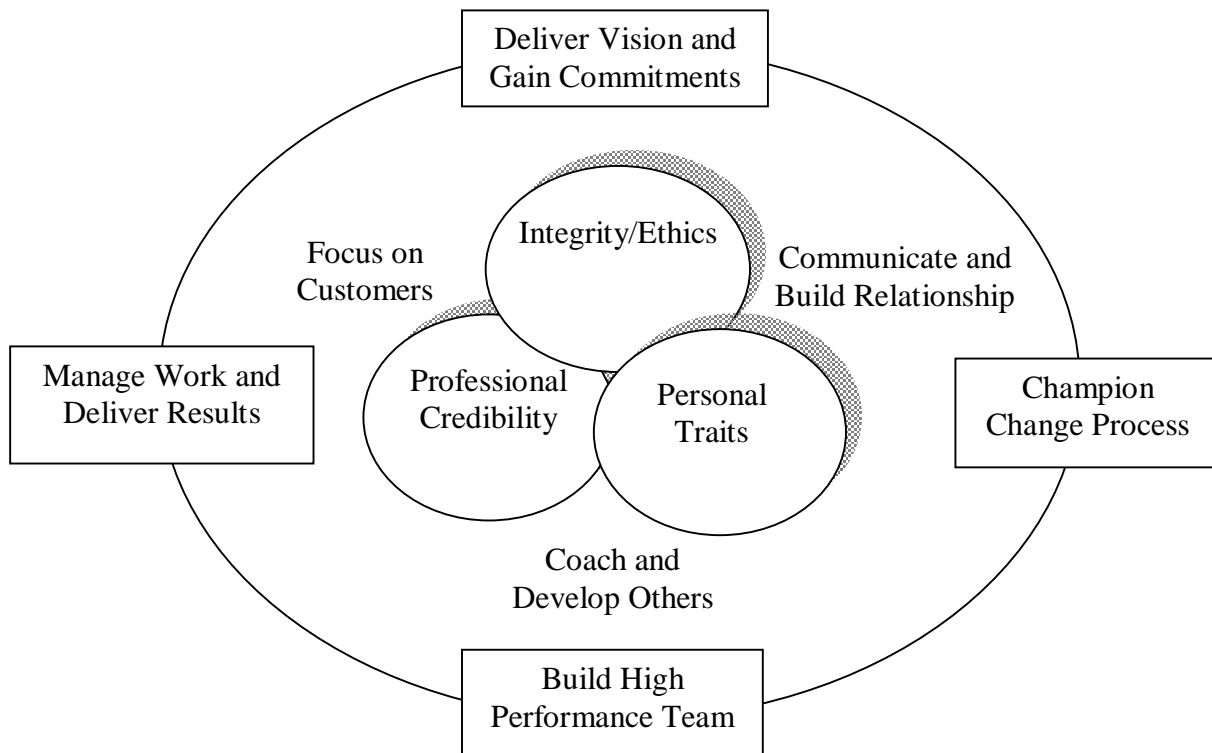 Deliver Vision and
Gain Commitments
Integrity/Ethics
Focus on
Customers
Communicate and
Build Relationship
Manage Work and
Deliver Results
Professional
Credibility
Personal
Traits
Champion
Change Process
Coach and
Develop Others
Build High
Performance Team